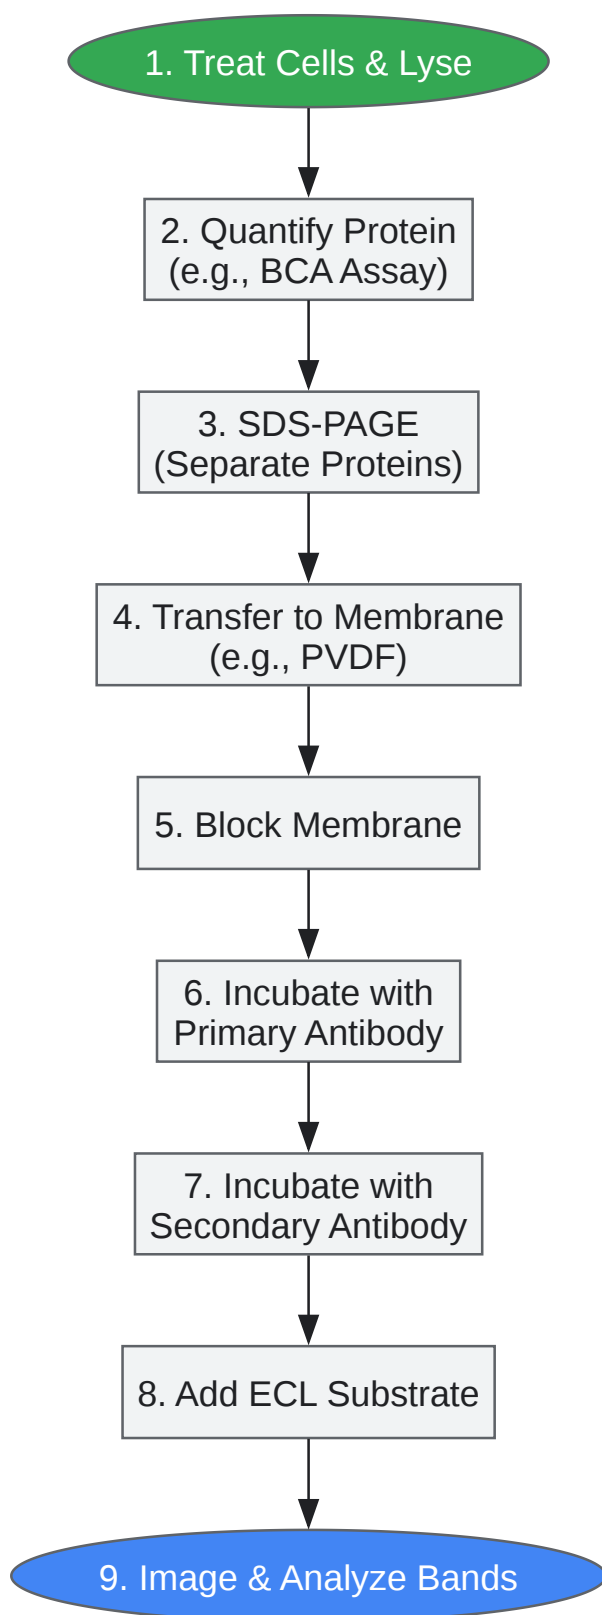 1. Treat Cells & Lyse
2. Quantify Protein
(e.g., BCA Assay)
3. SDS-PAGE
(Separate Proteins)
4. Transfer to Membrane
(e.g., PVDF)
5. Block Membrane
6. Incubate with
Primary Antibody
7. Incubate with
Secondary Antibody
8. Add ECL Substrate
9. Image & Analyze Bands